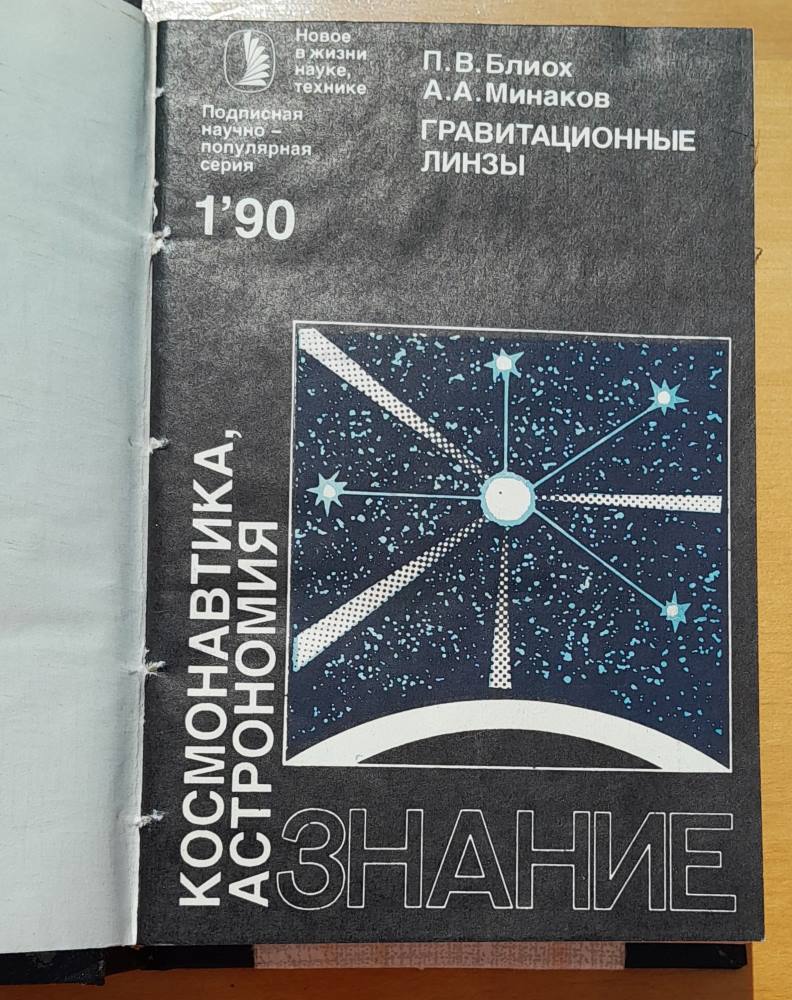 Новое
в жизни
науке,
технике
Подписная
научно –
популярная
серия
1'90
П. В. Блиох
А. А. Минаков
ГРАВИТАЦИОННЫЕ
ЛИНЗЫ
КОСМОНАВТИКА,
АСТРОНОМИЯ
ЗНАНИЕ